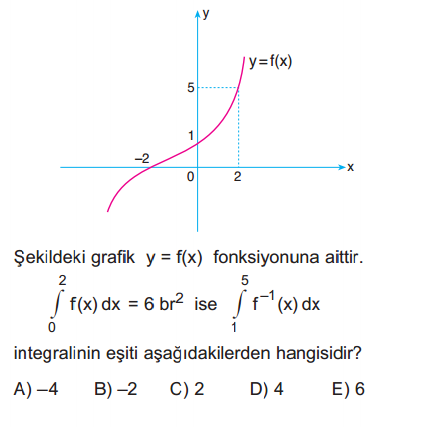 y
y=f(x)
5
1
–2
0
2
x
Şekildeki grafik y = f(x) fonksiyonuna aittir.
2
∫ f(x) dx = 6 br² ise ∫ f⁻¹(x) dx
0
5
1
integralinin eşiti aşağıdakilerden hangisidir?
A) –4 B) –2 C) 2 D) 4 E) 6